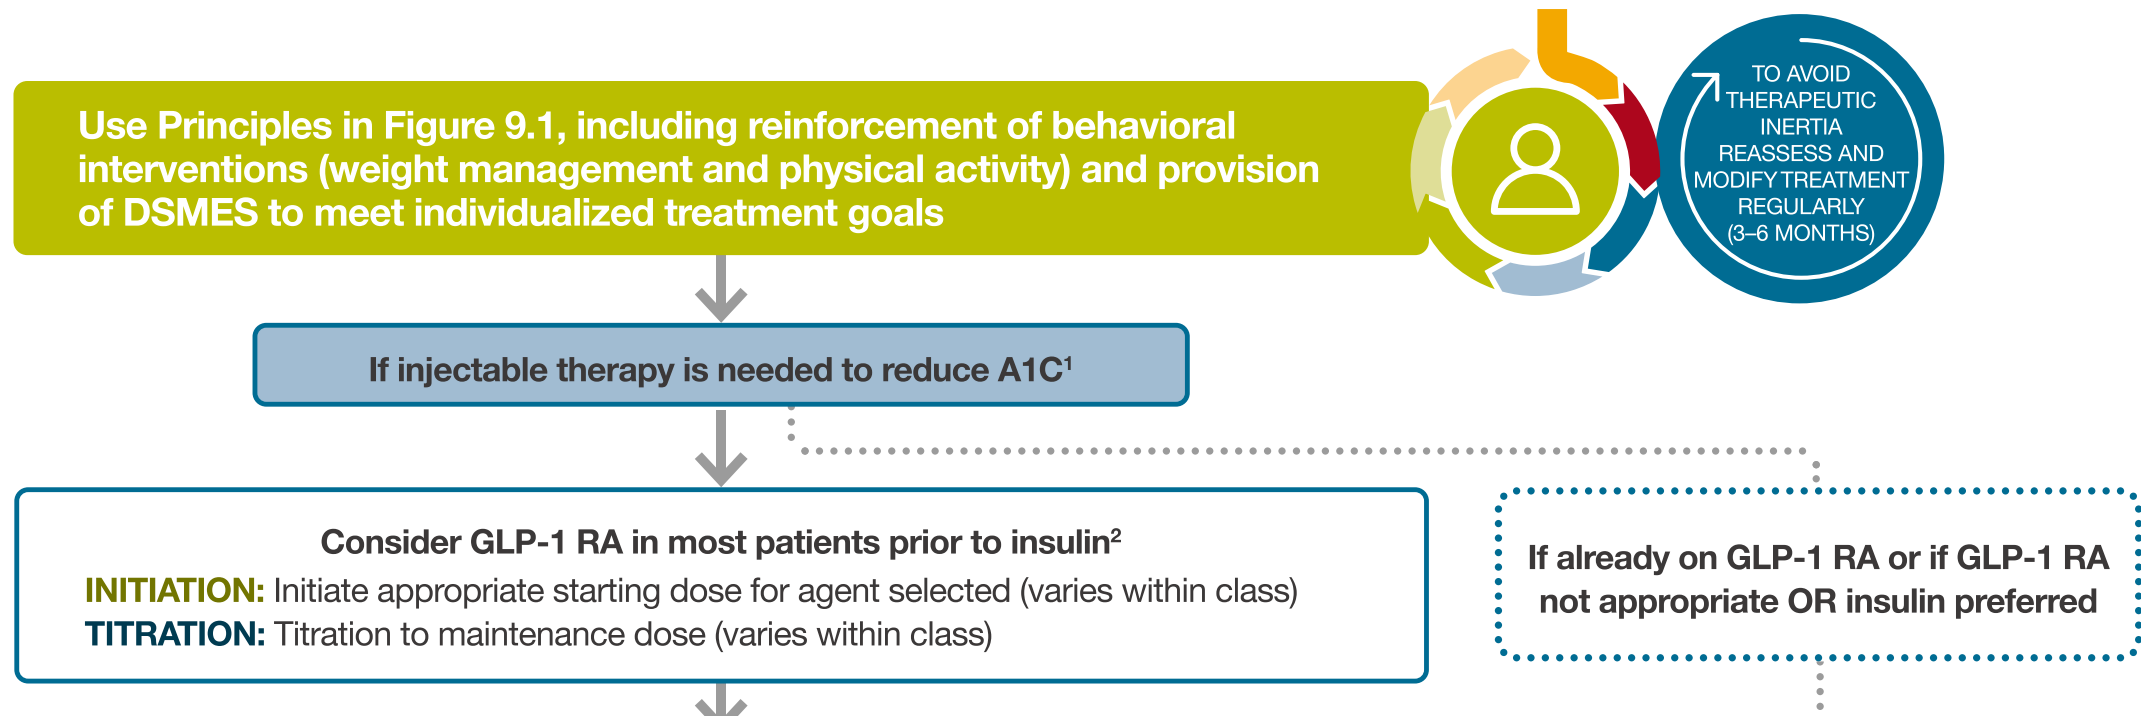 Use Principles in Figure 9.1, including reinforcement of behavioral
interventions (weight management and physical activity) and provision
of DSMES to meet individualized treatment goals
TO AVOID
THERAPEUTIC
INERTIA
REASSESS AND
MODIFY TREATMENT
REGULARLY
(3–6 MONTHS)
If injectable therapy is needed to reduce A1C¹
Consider GLP-1 RA in most patients prior to insulin²
INITIATION: Initiate appropriate starting dose for agent selected (varies within class)
TITRATION: Titration to maintenance dose (varies within class)
If already on GLP-1 RA or if GLP-1 RA
not appropriate OR insulin preferred